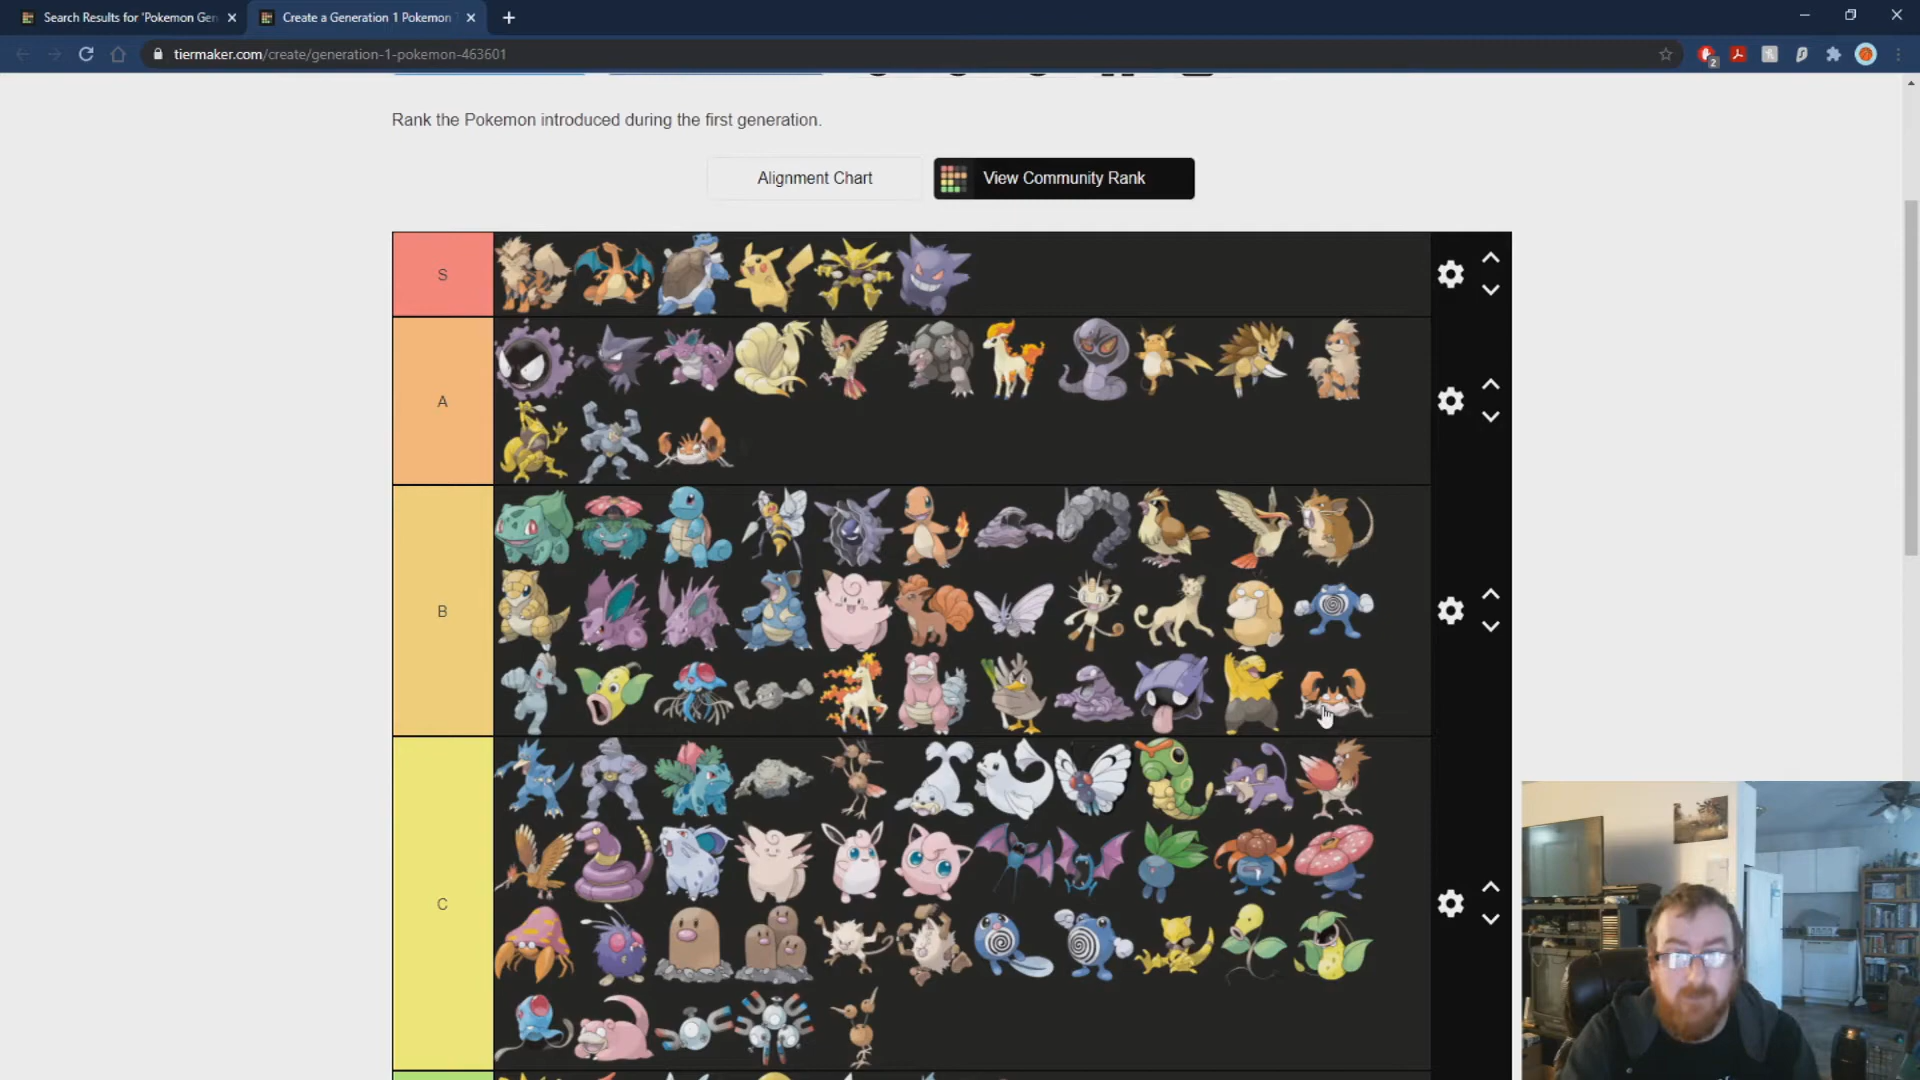 Search Results for 'Pokemon Gen
Create a Generation 1 Pokemon T
tiermaker.com/create/generation-1-pokemon-463601
2
Rank the Pokemon introduced during the first generation.
Alignment Chart
View Community Rank
S
A
B
C